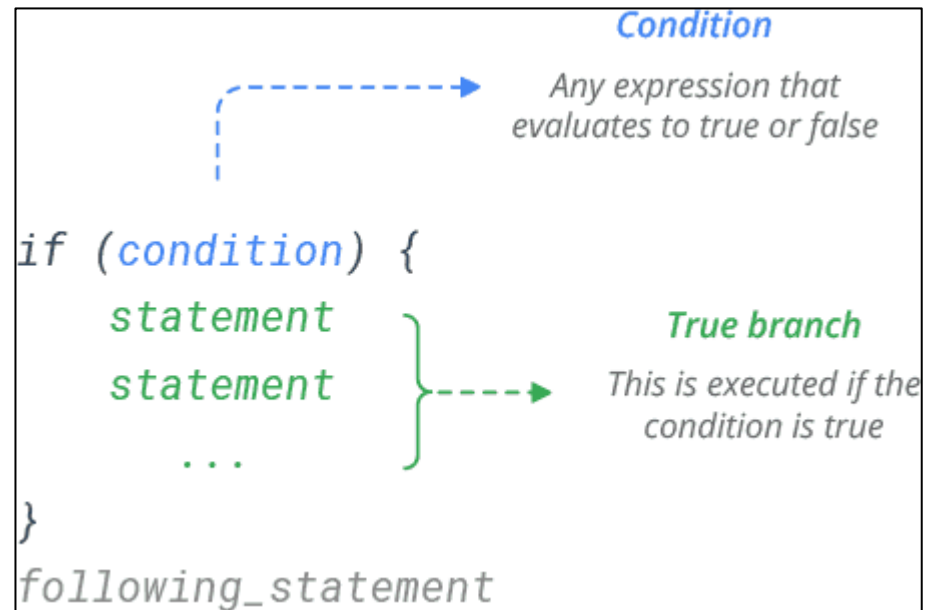 Condition
Any expression that
evaluates to true or false
if (condition) {
statement
statement
...
True branch
This is executed if the
condition is true
}
following_statement